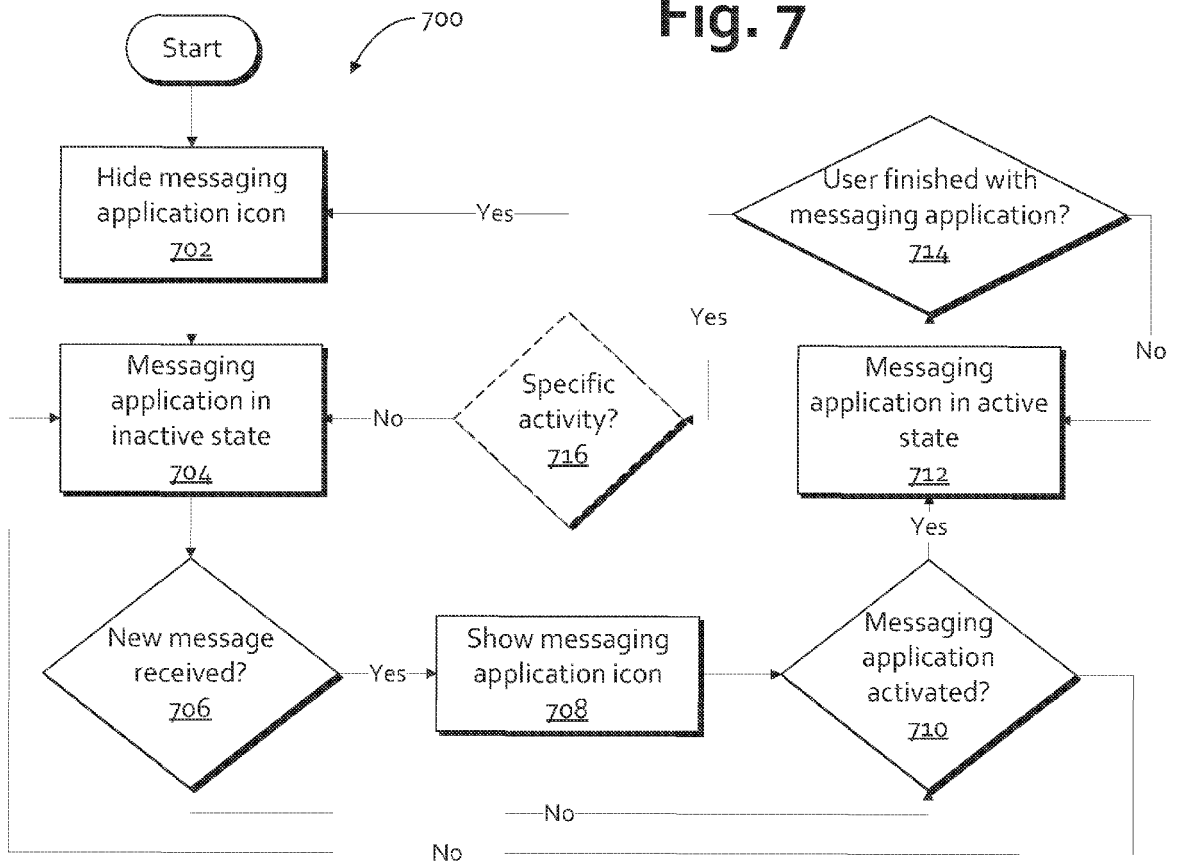 Fig. 7
700
Start
Hide messaging
application icon
702
Yes
User finished with
messaging application?
714
Yes
No
Messaging
application in
inactive state
704
No
Specific
activity?
716
Messaging
application in active
state
712
Yes
New message
received?
706
Yes
Show messaging
application icon
708
Messaging
application
activated?
710
No
No